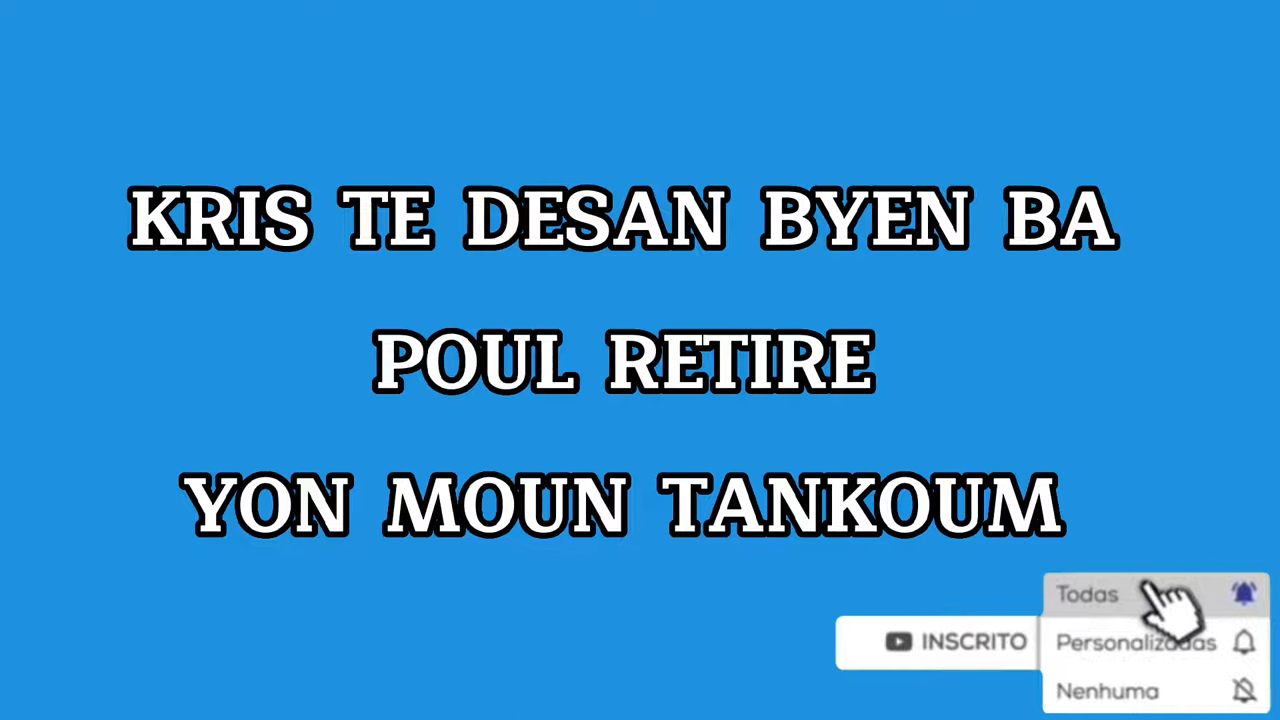 KRIS TE DESAN BYEN BA
POUL RETIRE
YON MOUN TANKOUM
Todas
INSCRITO
Personalizadas
Nenhuma